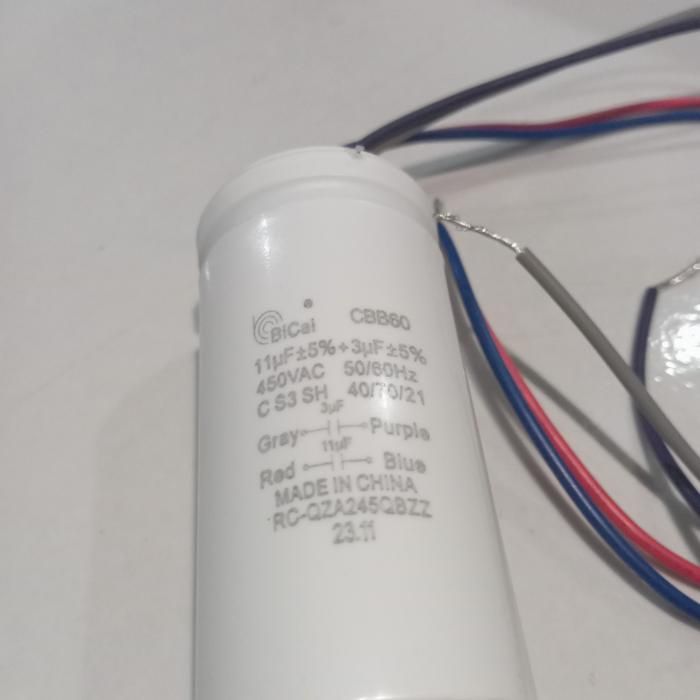 BiCai ® CBB60
11µF±5%+3µF±5%
450VAC 50/60Hz
C S3 SH 40/70/21
3µF
Gray Purple
11µF
Red Blue
MADE IN CHINA
RC-QZA245QBZZ
23.11